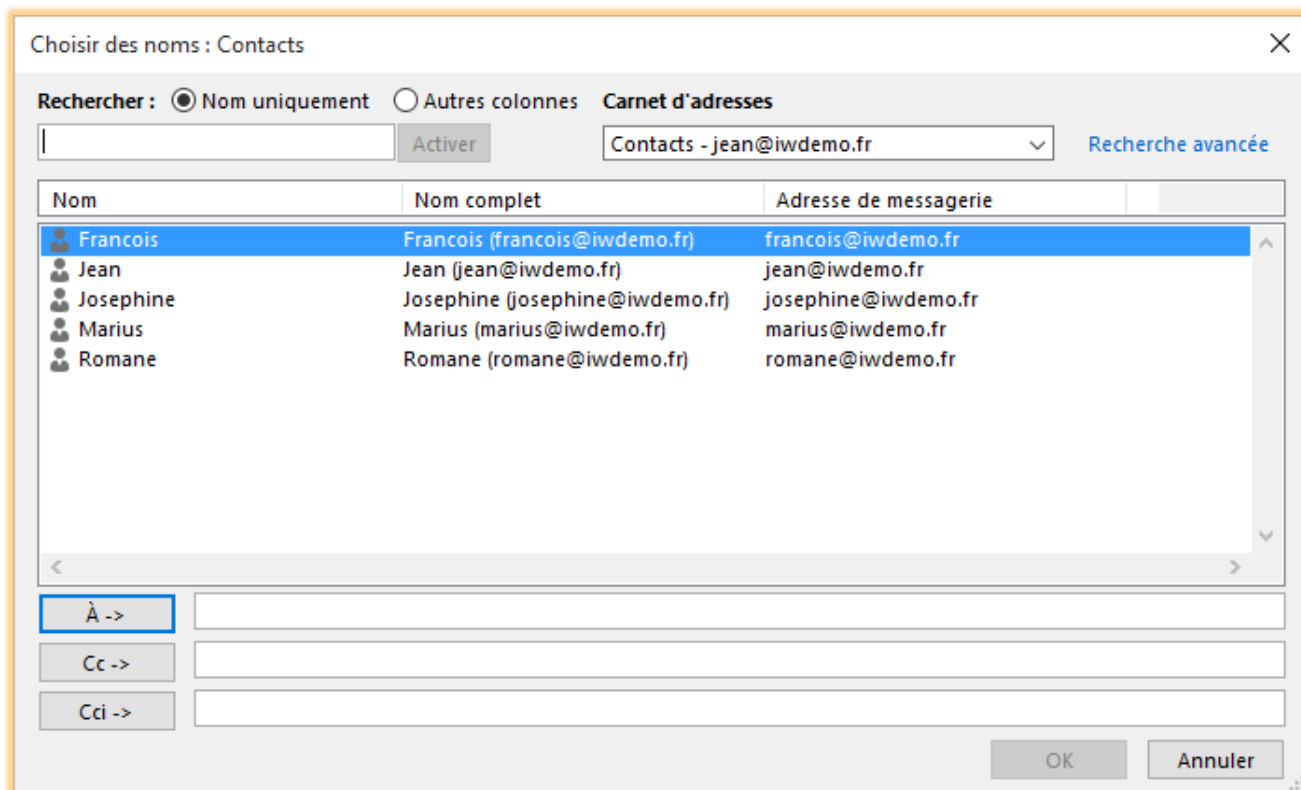 Choisir des noms : Contacts
Rechercher : Nom uniquement Autres colonnes Carnet d'adresses
Activer Contacts - jean@iwdemo.fr Recherche avancée
Nom Nom complet Adresse de messagerie
Francois Francois (francois@iwdemo.fr) francois@iwdemo.fr
Jean Jean (jean@iwdemo.fr) jean@iwdemo.fr
Josephine Josephine (josephine@iwdemo.fr) josephine@iwdemo.fr
Marius Marius (marius@iwdemo.fr) marius@iwdemo.fr
Romane Romane (romane@iwdemo.fr) romane@iwdemo.fr
À ->
Cc ->
Cci ->
OK Annuler